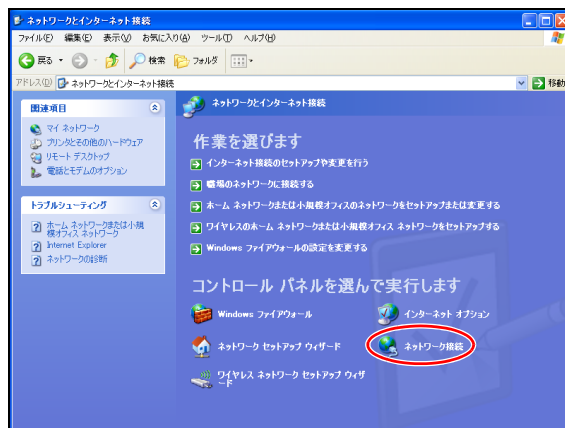 ネットワークとインターネット接続
ファイル(F) 編集(E) 表示(V) お気に入り(A) ツール(T) ヘルプ(H)
戻る 検索 フォルダ
アドレス(D) ネットワークとインターネット接続 移動
関連項目
マイ ネットワーク
プリンタとその他のハードウェア
リモート デスクトップ
電話とモデムのオプション
トラブルシューティング
ホーム ネットワークまたは小規
模オフィス ネットワーク
Internet Explorer
ネットワークの診断
ネットワークとインターネット接続
作業を選びます
インターネット接続のセットアップや変更を行う
職場のネットワークに接続する
ホーム ネットワークまたは小規模オフィスのネットワークをセットアップまたは変更する
ワイヤレスのホーム ネットワークまたは小規模オフィス ネットワークをセットアップする
Windows ファイアウォールの設定を変更する
コントロール パネルを選んで実行します
Windows ファイアウォール
インターネット オプション
ネットワーク セットアップ ウィザード
ネットワーク接続
ワイヤレス ネットワーク セットアップ ウィザ
ード